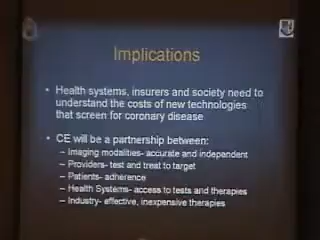 Implications
• Health systems, insurers and society need to
understand the costs of new technologies
that screen for coronary disease
• CE will be a partnership between:
– Imaging modalities- accurate and independent
– Providers- test and treat to target
– Patients- adherence
– Health Systems- access to tests and therapies
– Industry- effective, inexpensive therapies